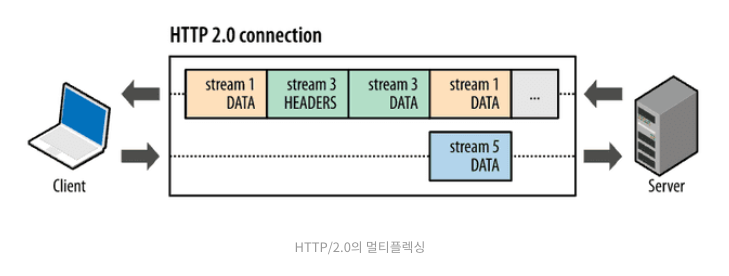 HTTP 2.0 connection
stream 1
DATA
stream 3
HEADERS
stream 3
DATA
stream 1
DATA
...
stream 5
DATA
Client
Server
HTTP/2.0의 멀티플렉싱